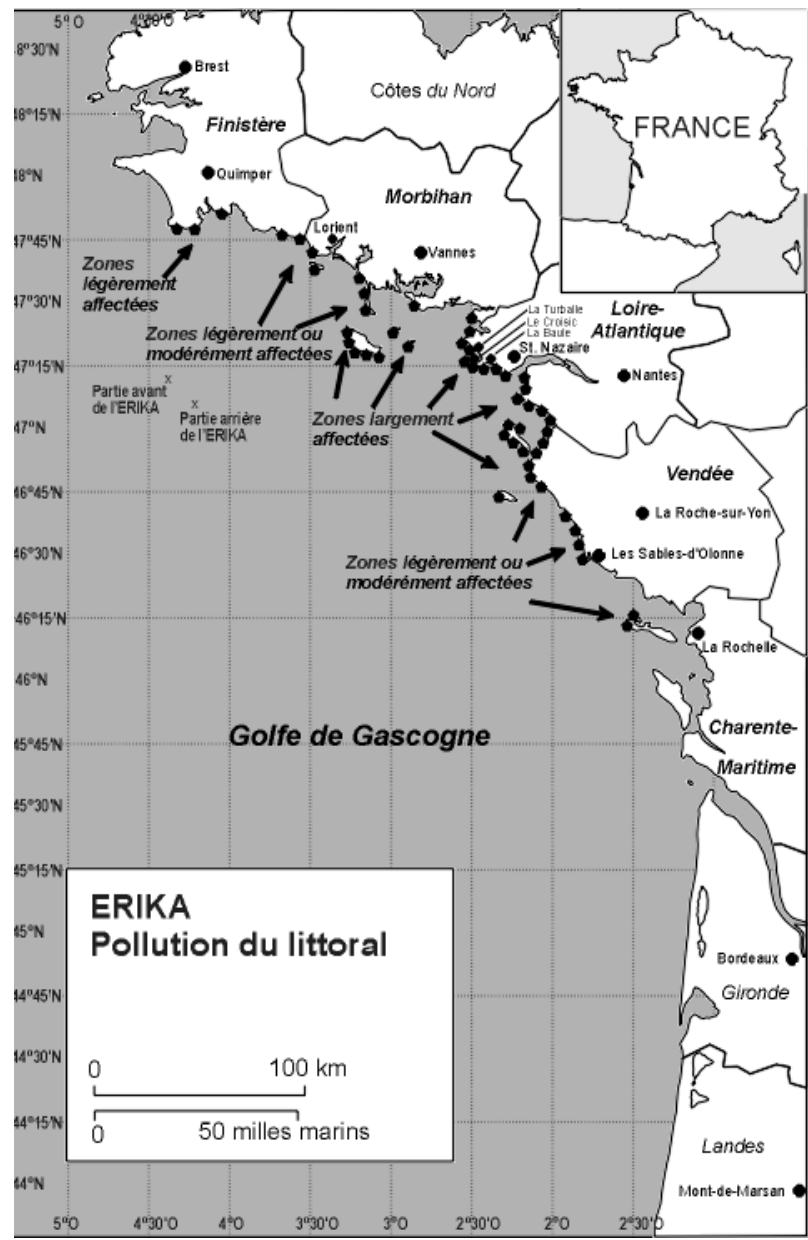 5°O
4°30'O
48°30'N
Brest
Côtes du Nord
FRANCE
48°15'N
Finistère
48°N
Quimper
Morbihan
Lorient
47°45'N
Vannes
Zones
légèrement
affectées
47°30'N
La Turballe
Le Croisic
La Baule
St. Nazaire
Loire-
Atlantique
Zones légèrement ou
modérément affectées
47°15'N
Nantes
x
Partie avant
de l'ERIKA
x
Partie arrière
de l'ERIKA
Zones largement
affectées
47°N
Vendée
46°45'N
La Roche-sur-Yon
46°30'N
Les Sables-d'Olonne
Zones légèrement ou
modérément affectées
46°15'N
La Rochelle
46°N
Golfe de Gascogne
Charente-
Maritime
45°45'N
45°30'N
45°15'N
ERIKA
Pollution du littoral
45°N
Bordeaux
Gironde
44°45'N
44°30'N
0
100 km
44°15'N
0
50 milles marins
Landes
44°N
Mont-de-Marsan
5°O
4°30'O
4°O
3°30'O
3°O
2°30'O
2°O
2°30'O